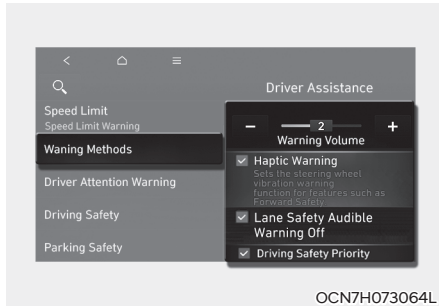 Driver Assistance
Speed Limit
Speed Limit Warning
Waning Methods
Driver Attention Warning
Driving Safety
Parking Safety
− 2 +
Warning Volume
Haptic Warning
Sets the steering wheel
vibration warning
function for features such as
Forward Safety
Lane Safety Audible
Warning Off
Driving Safety Priority
OCN7H073064L